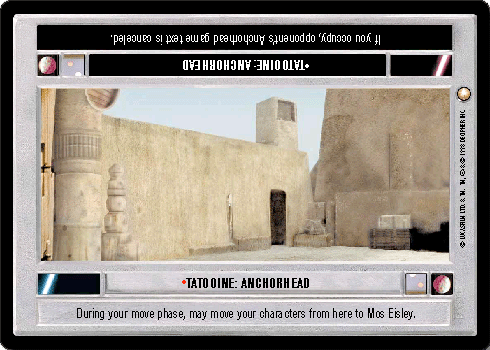 If you occupy, opponent's Anchorhead game text is canceled.
•TATOOINE: ANCHORHEAD
•TATOOINE: ANCHORHEAD
During your move phase, may move your characters from here to Mos Eisley.